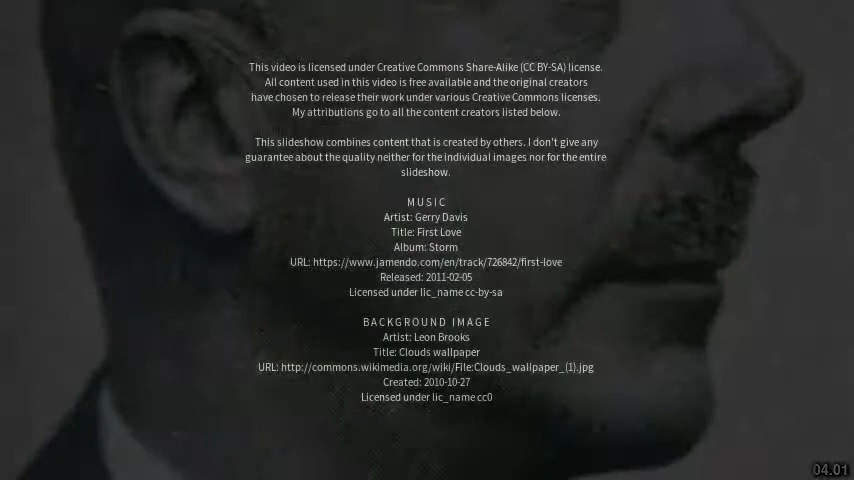 This video is licensed under Creative Commons Share-Alike (CC BY-SA) license.
All content used in this video is free available and the original creators
have chosen to release their work under various Creative Commons licenses.
My attributions go to all the content creators listed below.
This slideshow combines content that is created by others. I don't give any
guarantee about the quality neither for the individual images nor for the entire
slideshow.
MUSIC
Artist: Gerry Davis
Title: First Love
Album: Storm
URL: https://www.jamendo.com/en/track/726842/first-love
Released: 2011-02-05
Licensed under lic_name cc-by-sa
BACKGROUND IMAGE
Artist: Leon Brooks
Title: Clouds wallpaper
URL: http://commons.wikimedia.org/wiki/File:Clouds_wallpaper_(1).jpg
Created: 2010-10-27
Licensed under lic_name cc0
04.01